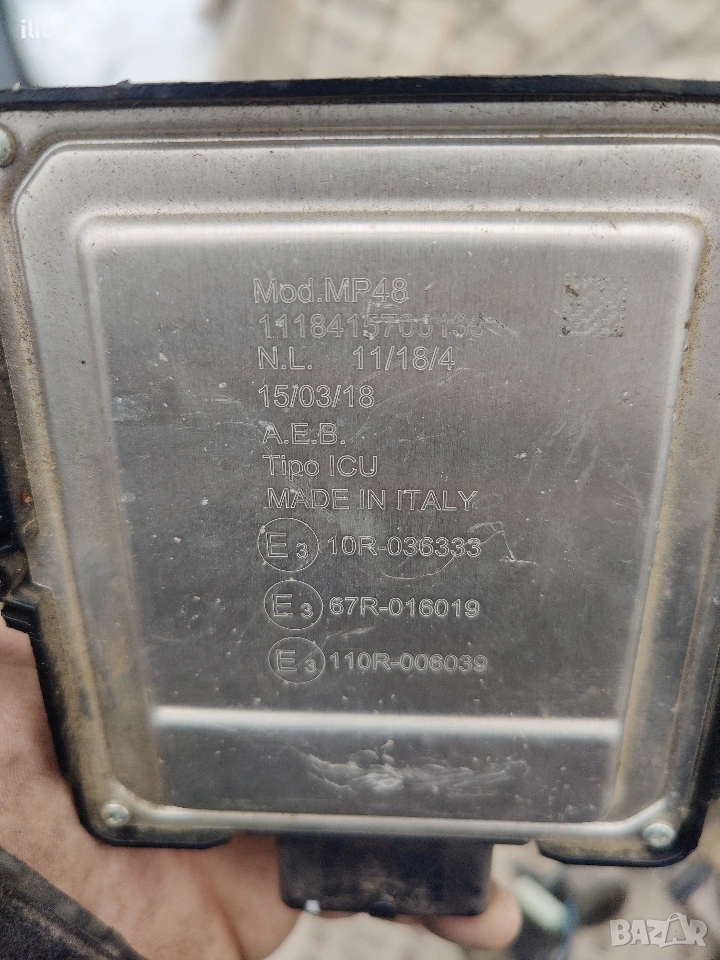 Mod.MP48
N.L. 11/18/4
15/03/18
A.E.B.
Tipo ICU
MADE IN ITALY
E3 10R-036333
E3 67R-016019
E3 110R-006039
BAZAR